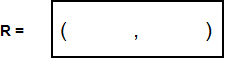 R = ( , )